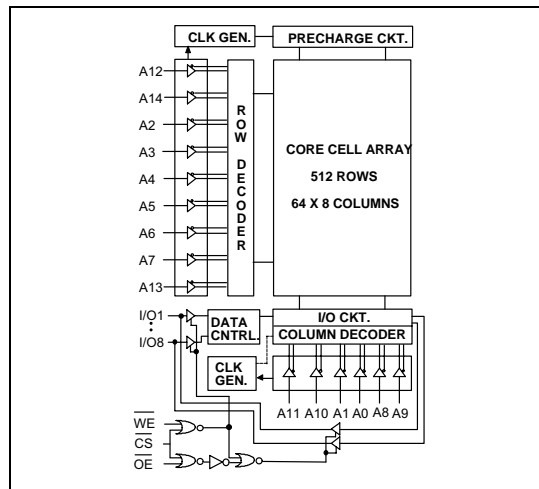 CLK GEN.
PRECHARGE CKT.
A12
A14
A2
A3
A4
A5
A6
A7
A13
ROW DECODER
CORE CELL ARRAY
512 ROWS
64 X 8 COLUMNS
I/O1
I/O8
DATA
CNTRL.
I/O CKT.
COLUMN DECODER
CLK
GEN.
A11 A10 A1 A0 A8 A9
WE
CS
OE